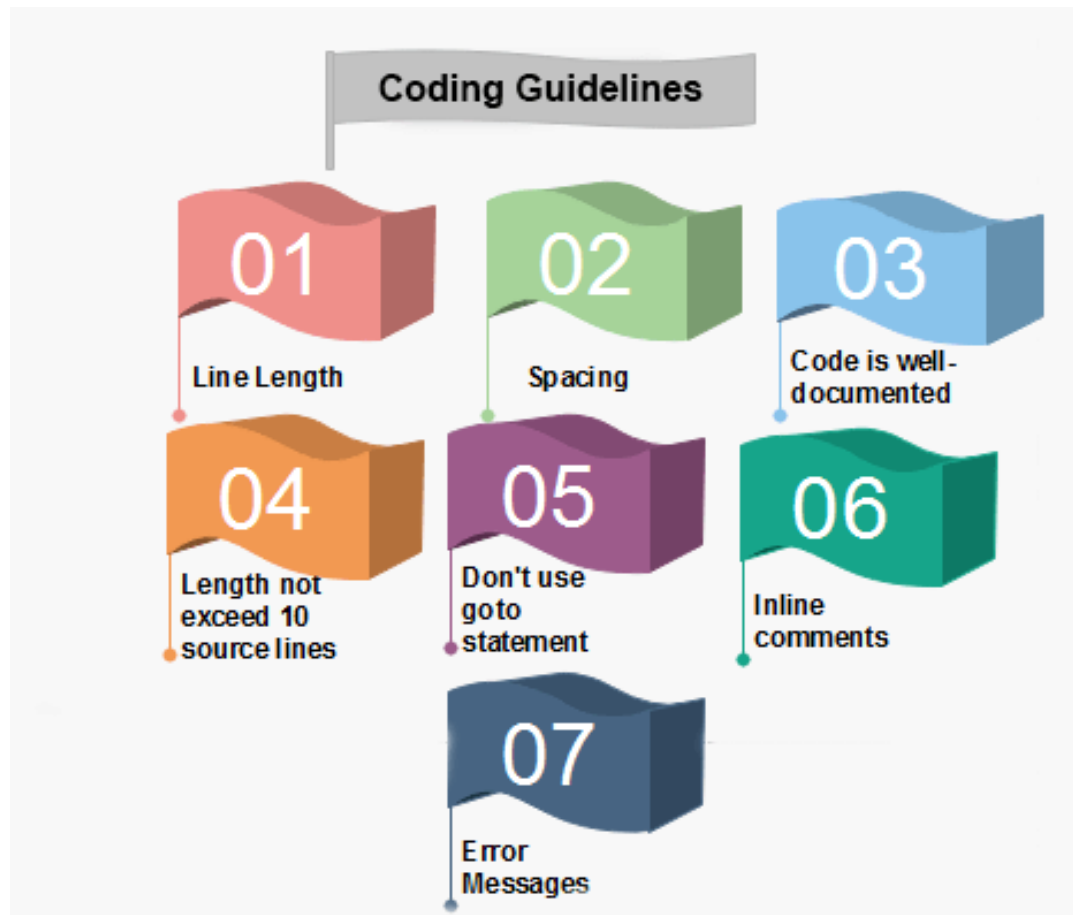 Coding Guidelines
01
02
03
Line Length
Spacing
Code is well-
documented
04
05
06
Length not
exceed 10
source lines
Don't use
goto
statement
Inline
comments
07
Error
Messages